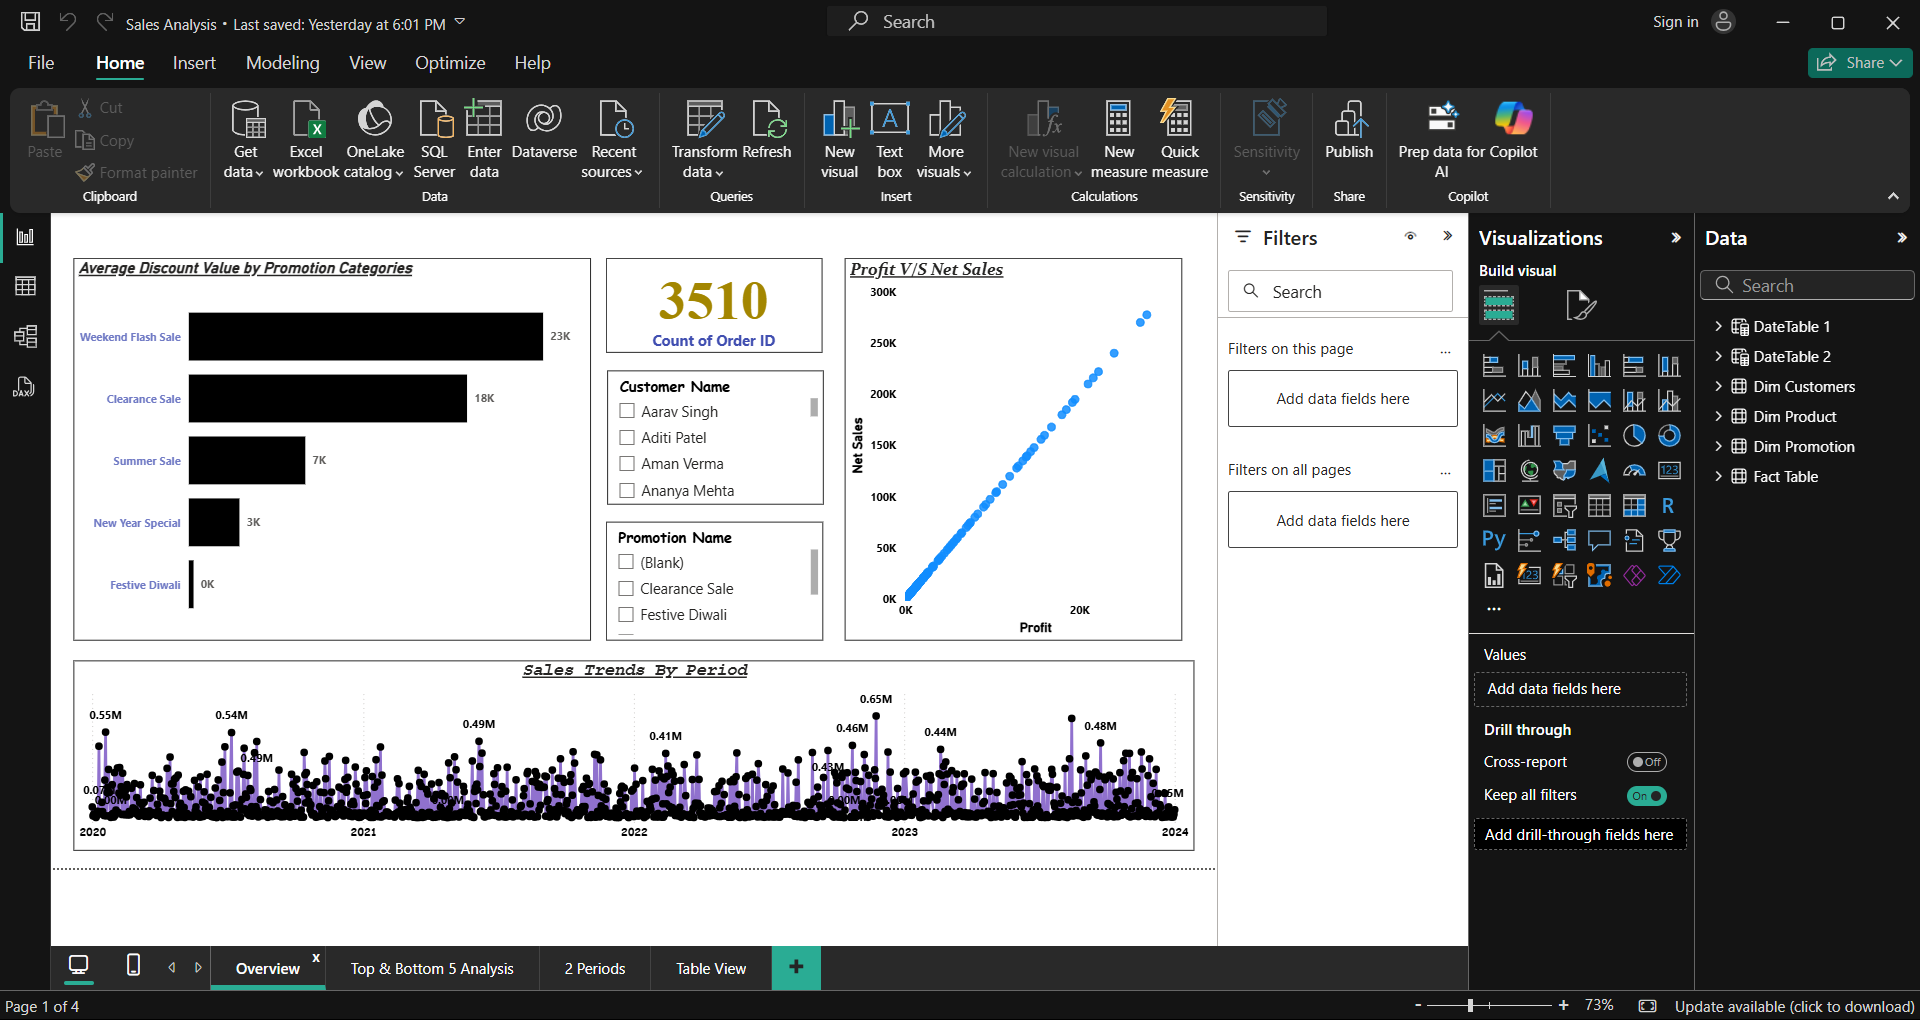 Sales Analysis • Last saved: Yesterday at 6:01 PM
Search
Sign in
File
Home
Insert
Modeling
View
Optimize
Help
Share
Paste
Cut
Copy
Format painter
Clipboard
Get data
Excel workbook
OneLake catalog
SQL Server
Enter data
Dataverse
Recent sources
Data
Transform data
Refresh
Queries
New visual
Text box
More visuals
Insert
New visual calculation
New measure
Quick measure
Calculations
Sensitivity
Sensitivity
Publish
Share
Prep data for AI
Copilot
Copilot
Average Discount Value by Promotion Categories
Weekend Flash Sale
23K
Clearance Sale
18K
Summer Sale
7K
New Year Special
3K
Festive Diwali
0K
3510
Count of Order ID
Customer Name
Aarav Singh
Aditi Patel
Aman Verma
Ananya Mehta
Promotion Name
(Blank)
Clearance Sale
Festive Diwali
Profit V/S Net Sales
300K
250K
200K
150K
100K
50K
0K
Net Sales
0K
20K
Profit
Sales Trends By Period
0.55M
0.54M
0.49M
0.49M
0.41M
0.43M
0.46M
0.65M
0.44M
0.48M
2020
2021
2022
2023
2024
Filters
Search
Filters on this page
...
Add data fields here
Filters on all pages
...
Add data fields here
Visualizations
Build visual
123
R
Py
123
...
Values
Add data fields here
Drill through
Cross-report
Off
Keep all filters
On
Add drill-through fields here
Data
Search
DateTable 1
DateTable 2
Dim Customers
Dim Product
Dim Promotion
Fact Table
DAX
Overview
x
Top & Bottom 5 Analysis
2 Periods
Table View
+
Page 1 of 4
-
+
73%
Update available (click to download)